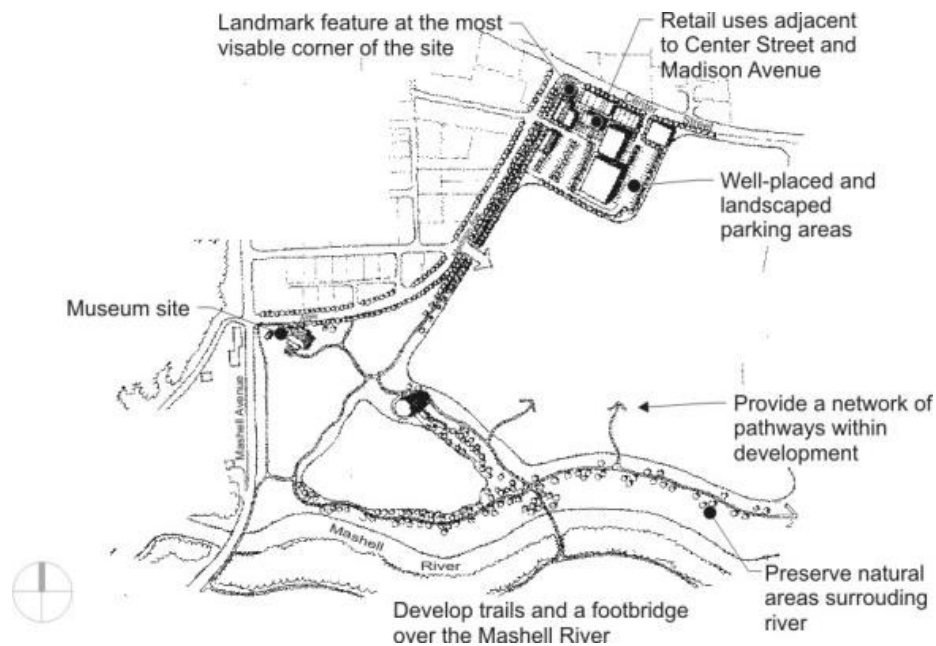 Landmark feature at the most
visable corner of the site
Retail uses adjacent
to Center Street and
Madison Avenue
Well-placed and
landscaped
parking areas
Museum site
Mashell Avenue
Provide a network of
pathways within
development
Mashell
River
Preserve natural
areas surrouding
river
Develop trails and a footbridge
over the Mashell River